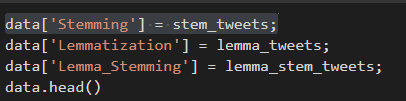 data['Stemming'] = stem_tweets;
data['Lemmatization'] = lemma_tweets;
data['Lemma_Stemming'] = lemma_stem_tweets;
data.head()